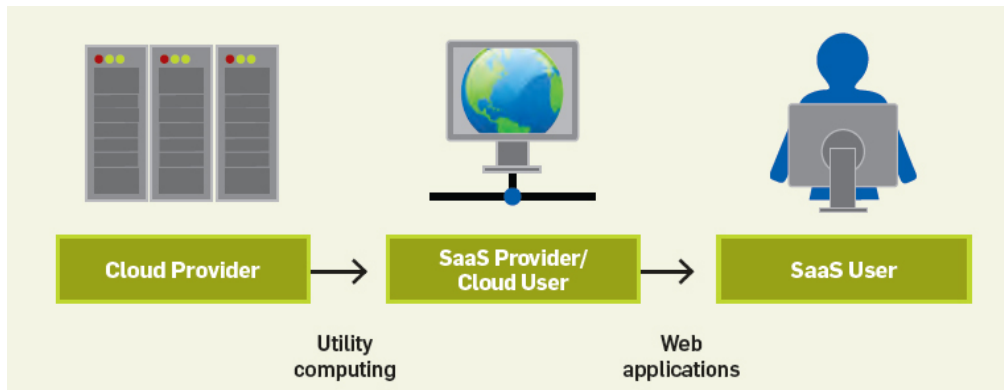 Cloud Provider
SaaS Provider/
Cloud User
SaaS User
Utility
computing
Web
applications